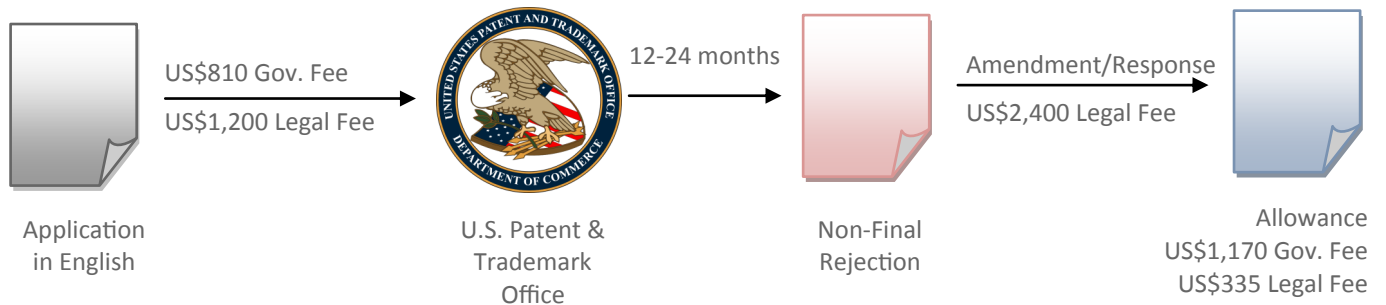 US$810 Gov. Fee
US$1,200 Legal Fee
UNITED STATES PATENT AND TRADEMARK OFFICE
DEPARTMENT OF COMMERCE
12-24 months
Amendment/Response
US$2,400 Legal Fee
Application
in English
U.S. Patent &
Trademark
Office
Non-Final
Rejection
Allowance
US$1,170 Gov. Fee
US$335 Legal Fee